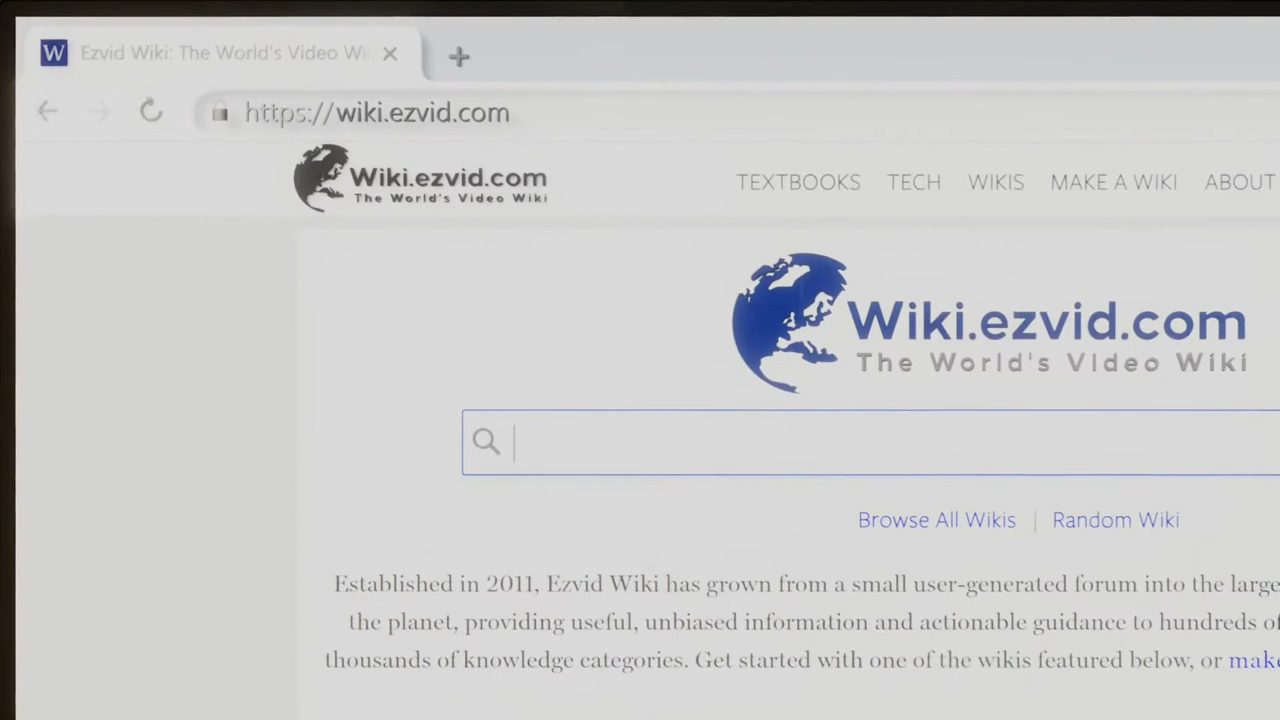 W Ezvid Wiki: The World's Video Wi
https://wiki.ezvid.com
Wiki.ezvid.com
The World's Video Wiki
TEXTBOOKS TECH WIKIS MAKE A WIKI ABOUT
Wiki.ezvid.com
The World's Video Wiki
Browse All Wikis | Random Wiki
Established in 2011, Ezvid Wiki has grown from a small user-generated forum into the large
the planet, providing useful, unbiased information and actionable guidance to hundreds of
thousands of knowledge categories. Get started with one of the wikis featured below, or make